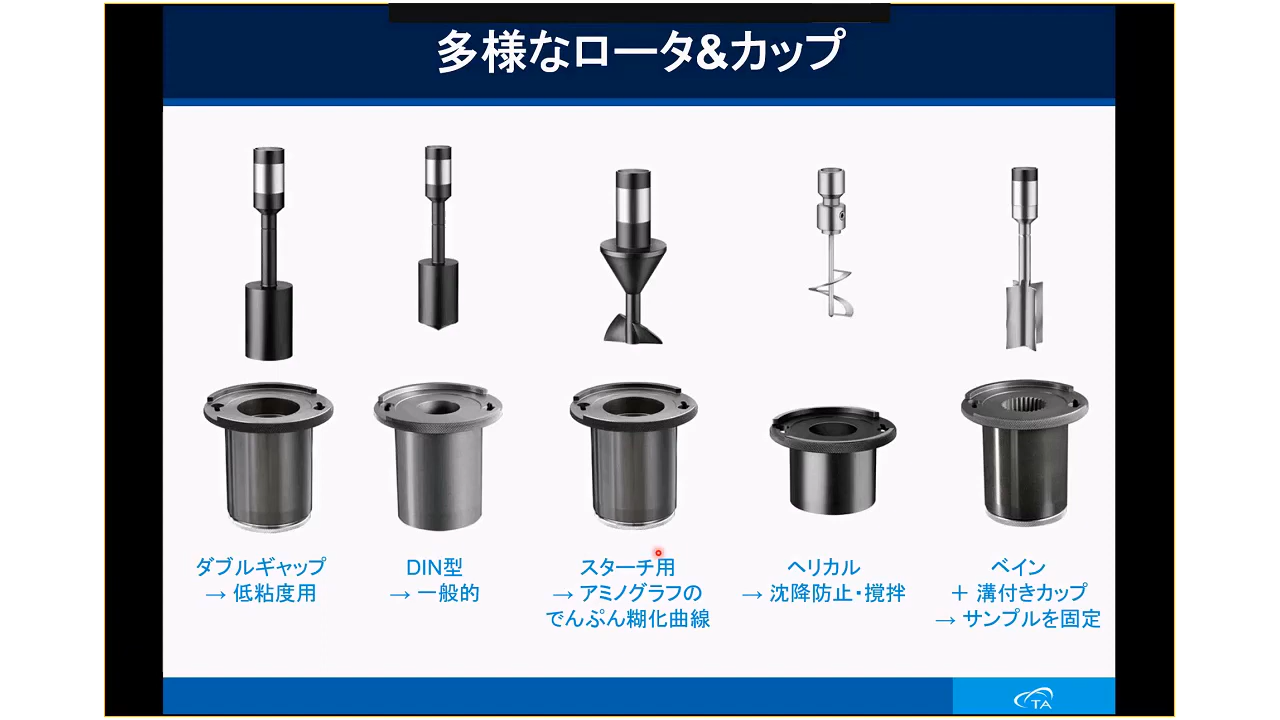 多様なロータ&カップ
ダブルギャップ
→ 低粘度用
DIN型
→ 一般的
スターチ用
→ アミノグラフの
でんぷん糊化曲線
ヘリカル
→ 沈降防止・撹拌
ベイン
＋ 溝付きカップ
→ サンプルを固定
TA